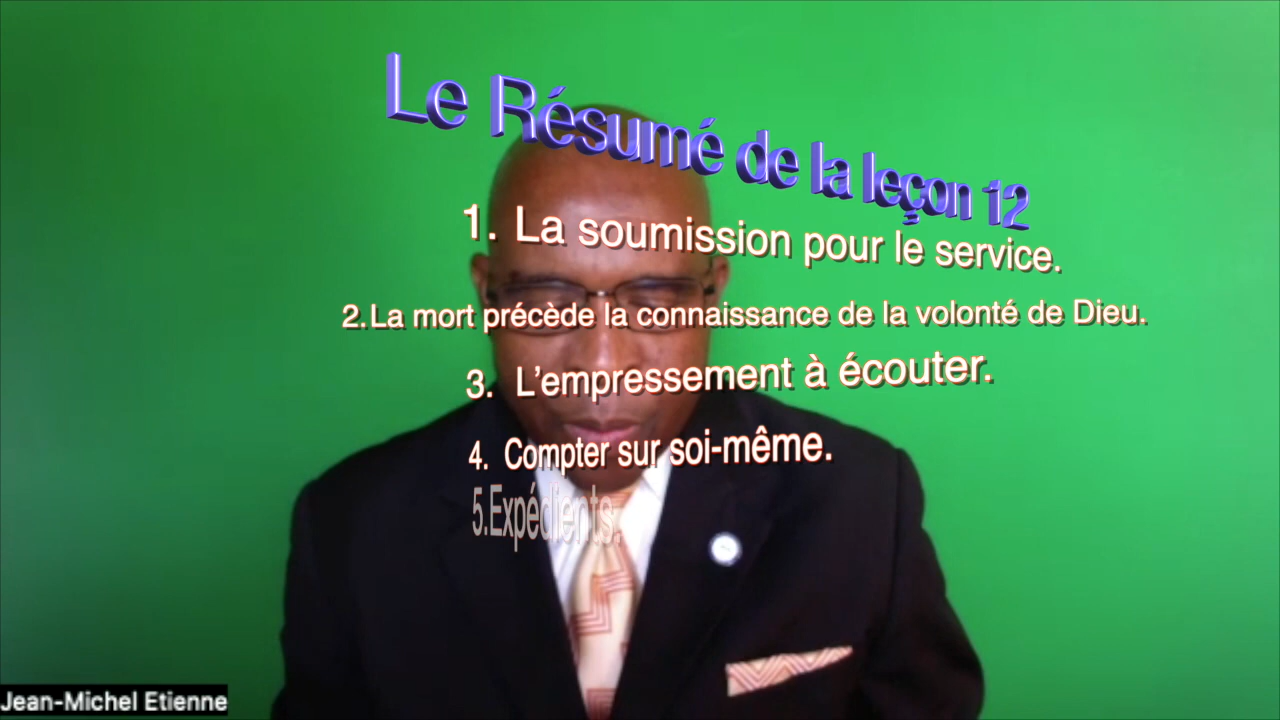 Le Résumé de la leçon 12
1. La soumission pour le service.
2.La mort précède la connaissance de la volonté de Dieu.
3. L'empressement à écouter.
4. Compter sur soi-même.
5.Expédients.
Jean-Michel Etienne